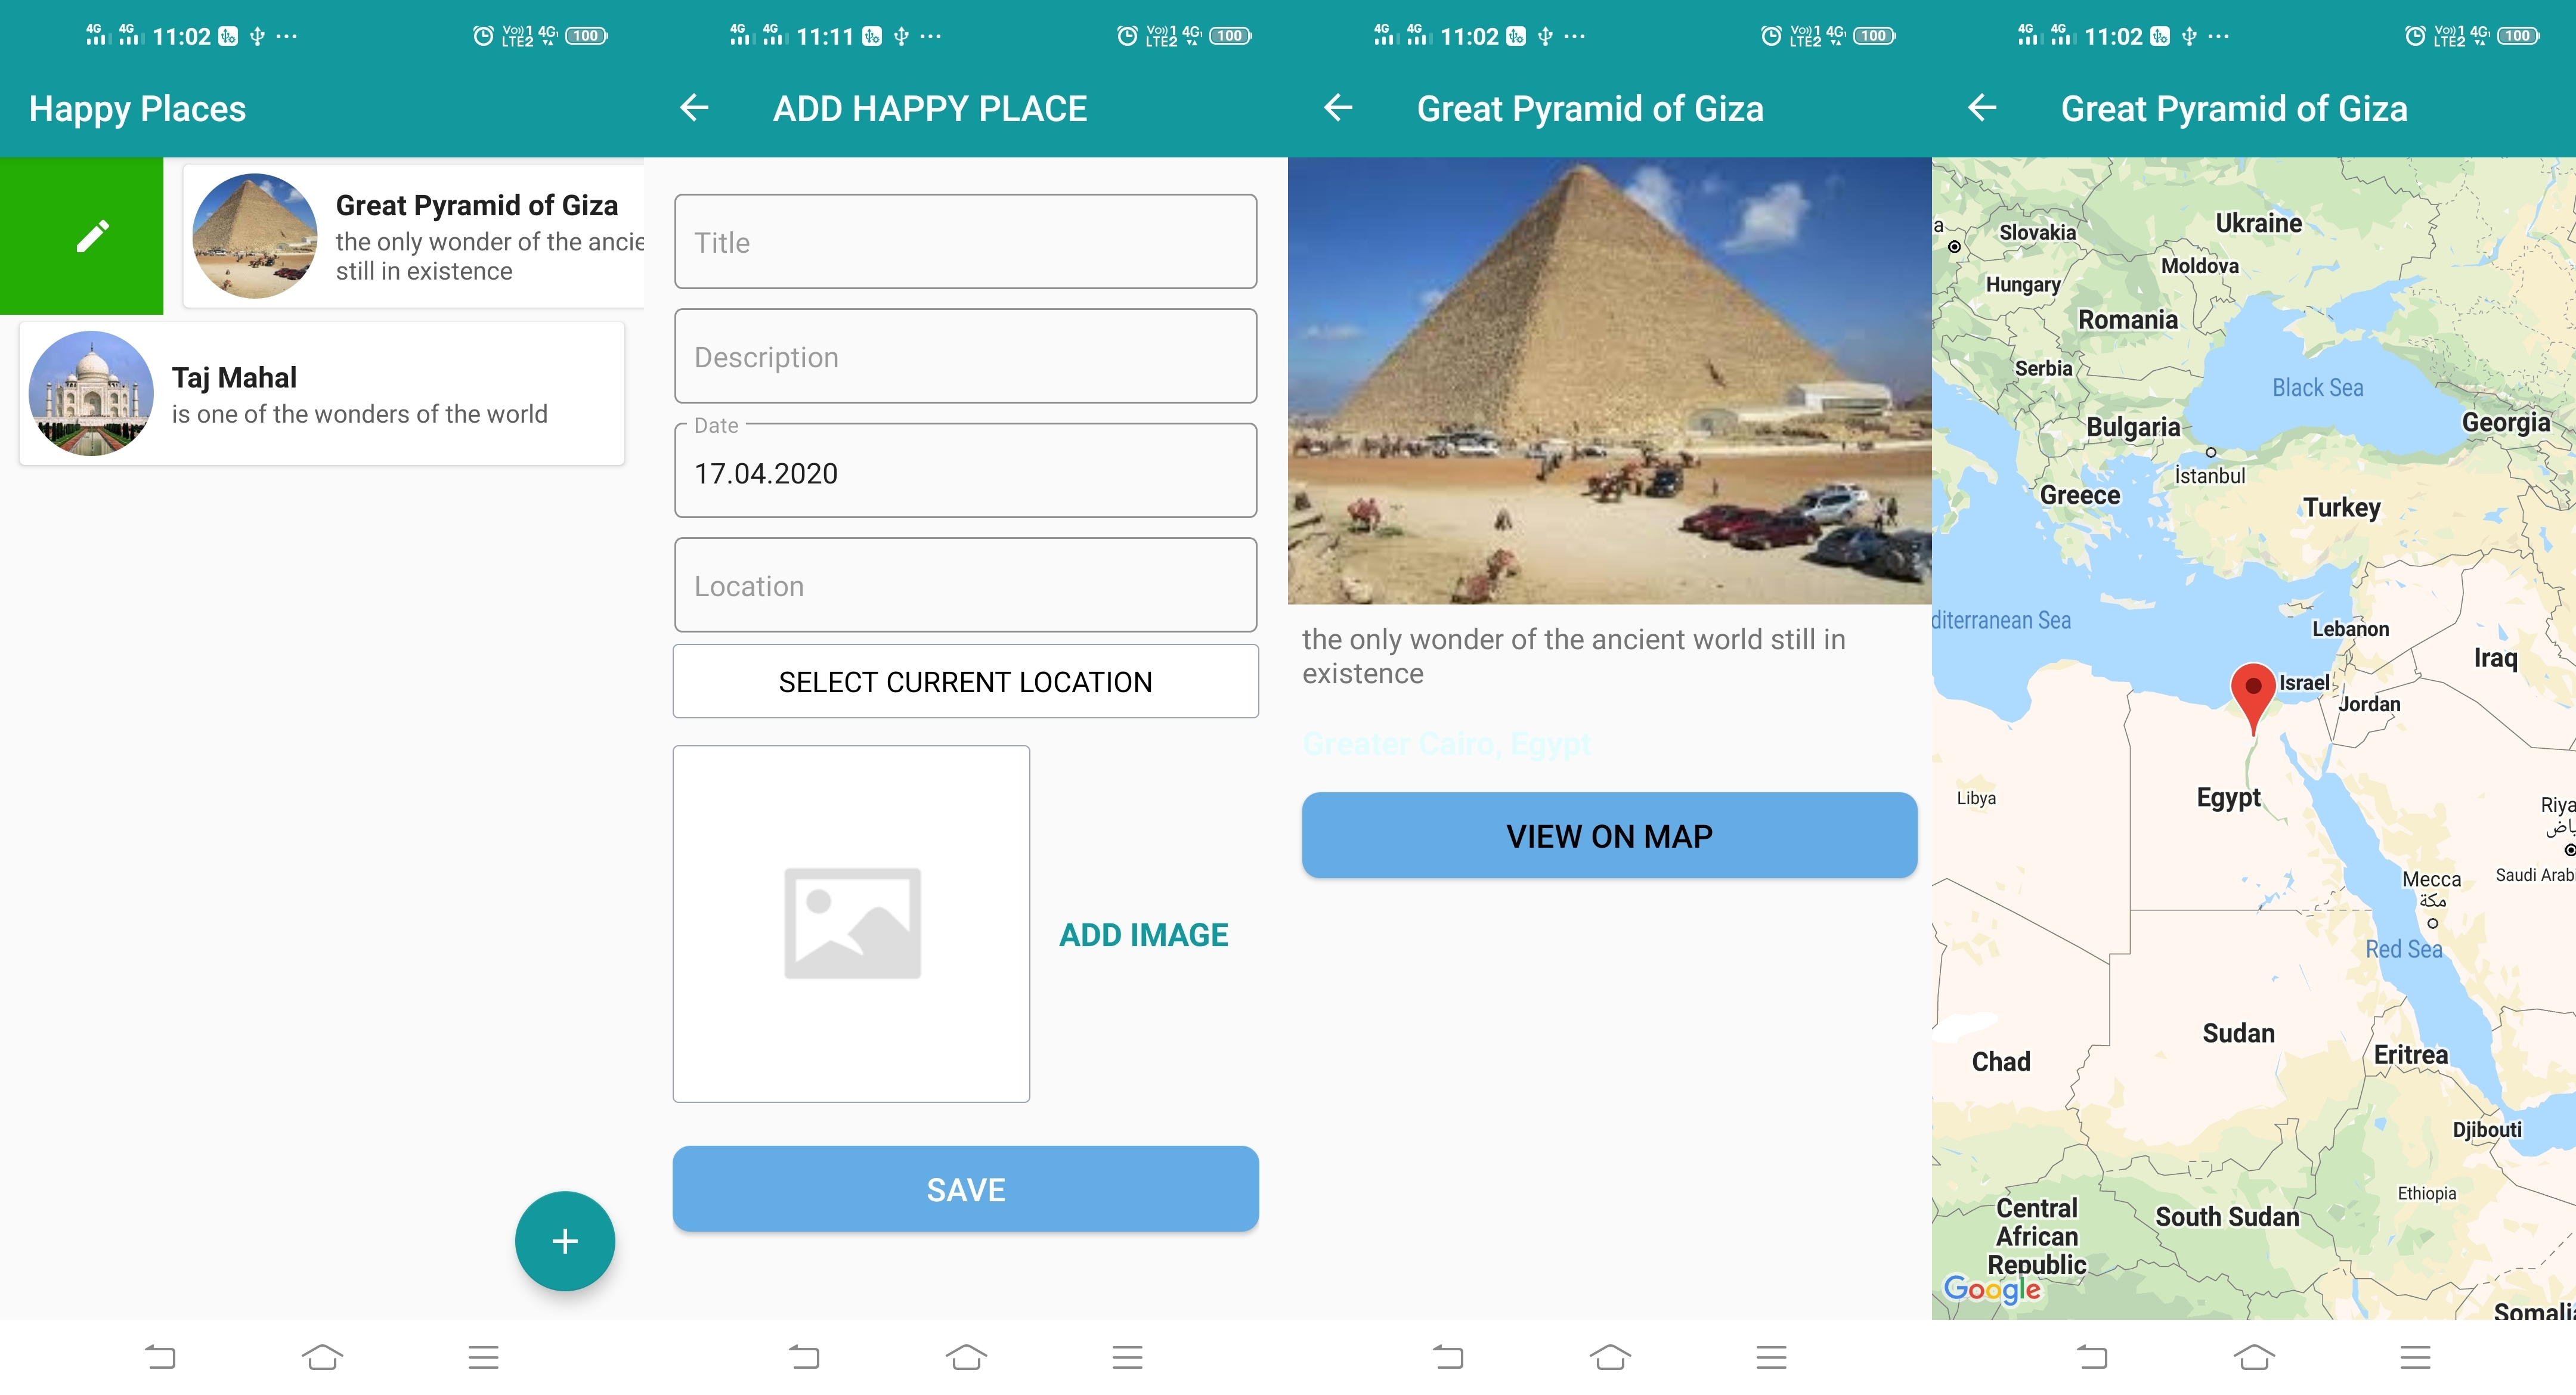 4G 4G 11:02 ... Vo)) 1 LTE2 4G 100
Happy Places
Great Pyramid of Giza
the only wonder of the ancie
still in existence
Taj Mahal
is one of the wonders of the world
4G 4G 11:11 ... Vo)) 1 LTE2 4G 100
ADD HAPPY PLACE
Title
Description
Date
17.04.2020
Location
SELECT CURRENT LOCATION
ADD IMAGE
SAVE
4G 4G 11:02 ... Vo)) 1 LTE2 4G 100
Great Pyramid of Giza
the only wonder of the ancient world still in
existence
Greater Cairo, Egypt
VIEW ON MAP
4G 4G 11:02 ... Vo)) 1 LTE2 4G 100
Great Pyramid of Giza
Ukraine
a
Slovakia
Moldova
Hungary
Romania
Serbia
Black Sea
Bulgaria
Georgia
İstanbul
Greece
Turkey
diterranean Sea
Lebanon
Iraq
Israel
Jordan
Libya
Egypt
Riya
ياض
Mecca
مكة
Saudi Arab
Red Sea
Sudan
Chad
Eritrea
Djibouti
Ethiopia
Central
African
Republic
South Sudan
Google
Somali